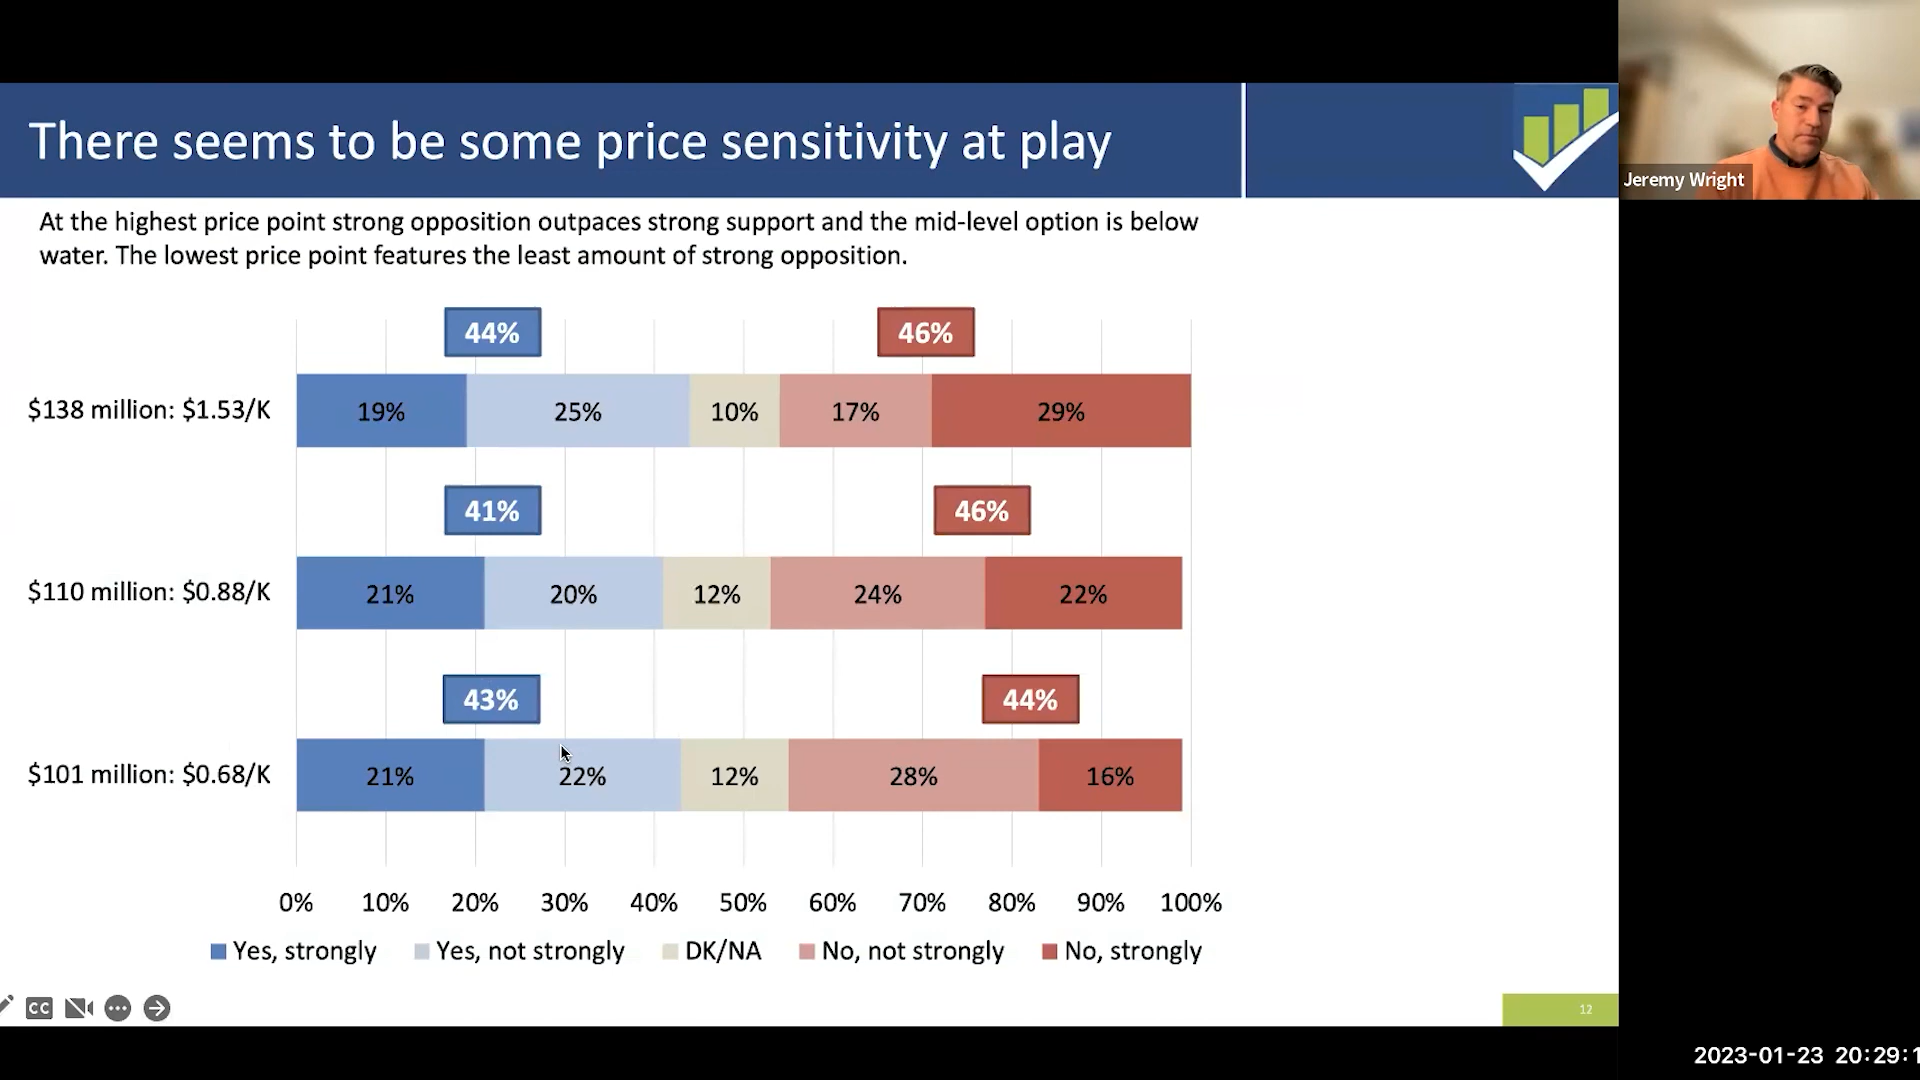 There seems to be some price sensitivity at play
Jeremy Wright
At the highest price point strong opposition outpaces strong support and the mid-level option is below
water. The lowest price point features the least amount of strong opposition.
44% 46%
$138 million: $1.53/K 19% 25% 10% 17% 29%
41% 46%
$110 million: $0.88/K 21% 20% 12% 24% 22%
43% 44%
$101 million: $0.68/K 21% 22% 12% 28% 16%
0% 10% 20% 30% 40% 50% 60% 70% 80% 90% 100%
Yes, strongly Yes, not strongly DK/NA No, not strongly No, strongly
CC
12
2023-01-23 20:29:1